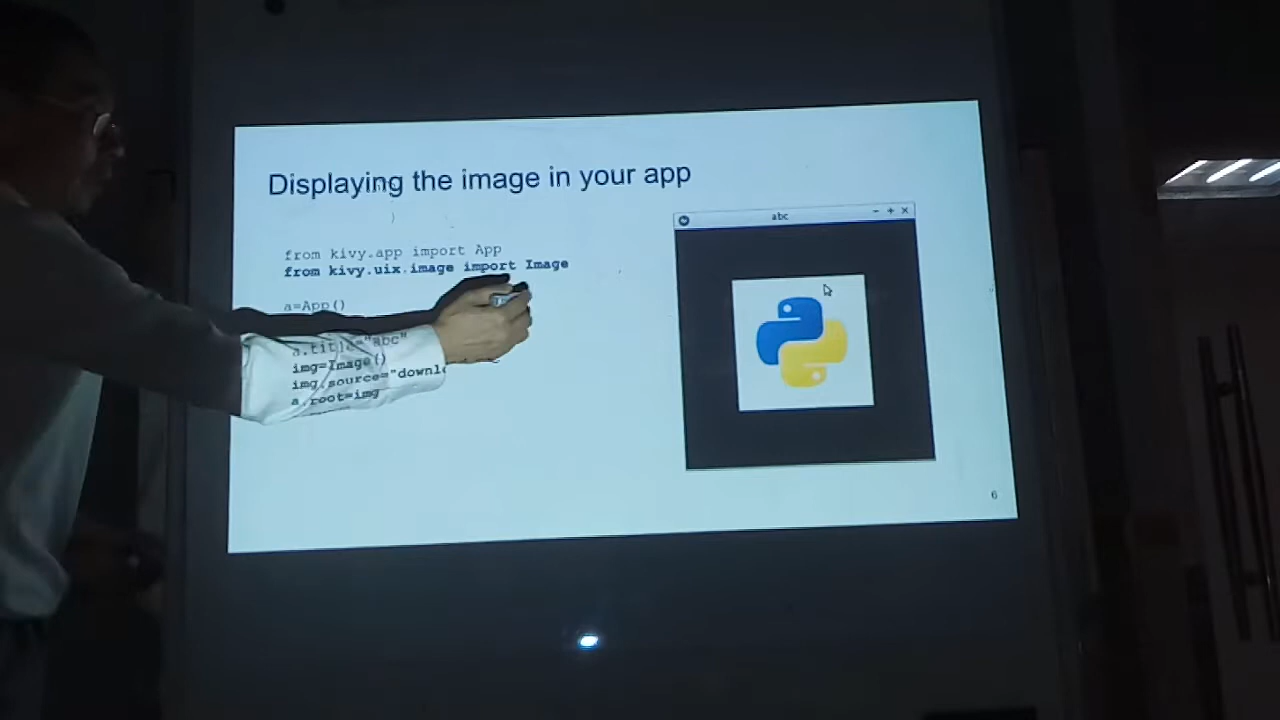 Displaying the image in your app
from kivy.app import App
from kivy.uix.image import Image
a=App()
a.title="abc"
img=Image()
img.source="downl
a.root=img
abc
6